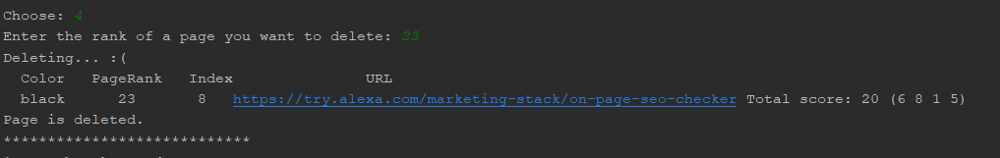 Choose: 4
Enter the rank of a page you want to delete: 23
Deleting... :(
Color PageRank Index URL
black 23 8 https://try.alexa.com/marketing-stack/on-page-seo-checker Total score: 20 (6 8 1 5)
Page is deleted.
****************************